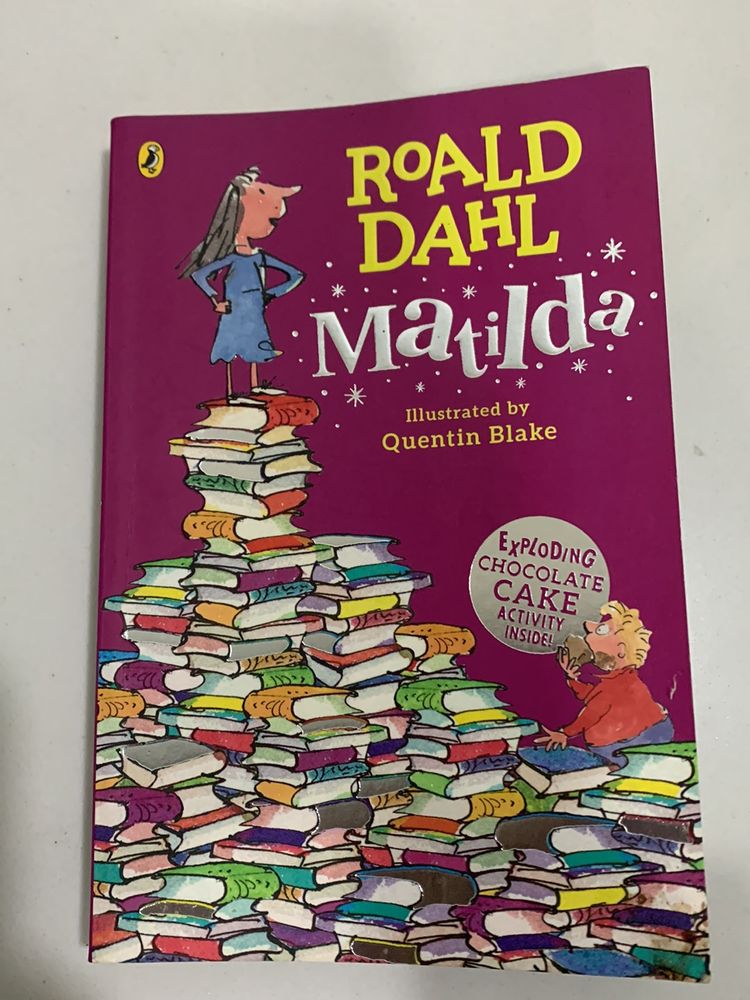 ROALD
DAHL
Matilda
Illustrated by
Quentin Blake
EXPLODING
CHOCOLATE
CAKE
ACTIVITY
INSIDE!